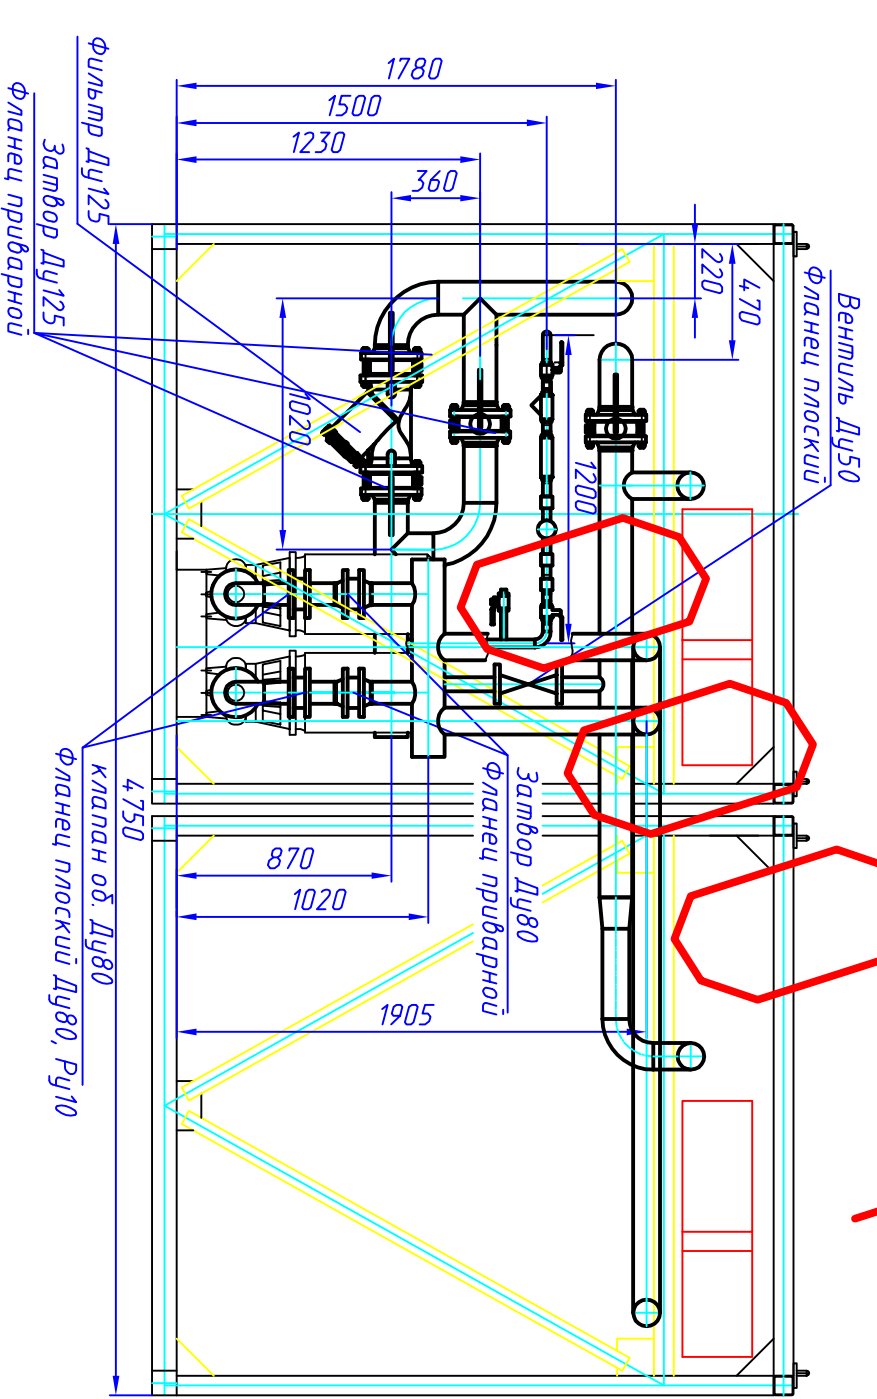 1780
1500
1230
360
220
470
1020
1200
Фильтр Ду125
Затвор Ду125
Фланец приварной
Вентиль Ду50
Фланец плоский
Затвор Ду80
Фланец приварной
клапан об. Ду80
Фланец плоский Ду80, Ру10
4750
870
1020
1905